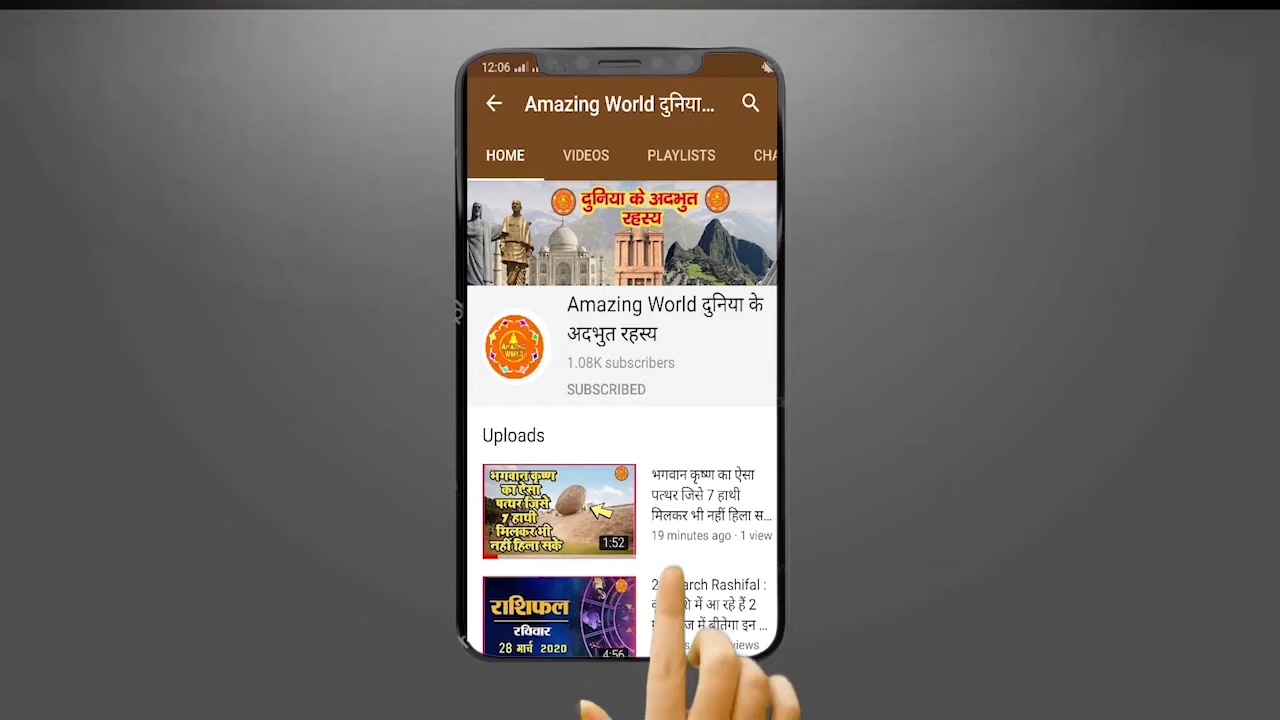 12:06
Amazing World दुनिया...
HOME VIDEOS PLAYLISTS CHA
दुनिया के अदभुत
रहस्य
Amazing World दुनिया के
अदभुत रहस्य
AMAZING
WORLD
1.08K subscribers
SUBSCRIBED
Uploads
भगवान कृष्ण
का ऐसा
पत्थर जिसे
7 हाथी
मिलकर भी
नहीं हिला सके
1:52
भगवान कृष्ण का ऐसा
पत्थर जिसे 7 हाथी
मिलकर भी नहीं हिला स...
19 minutes ago · 1 view
राशिफल
रविवार
28 मार्च 2020
4:56
Rashifal :
में आ रहे हैं 2
में बीतेगा इन ...
views